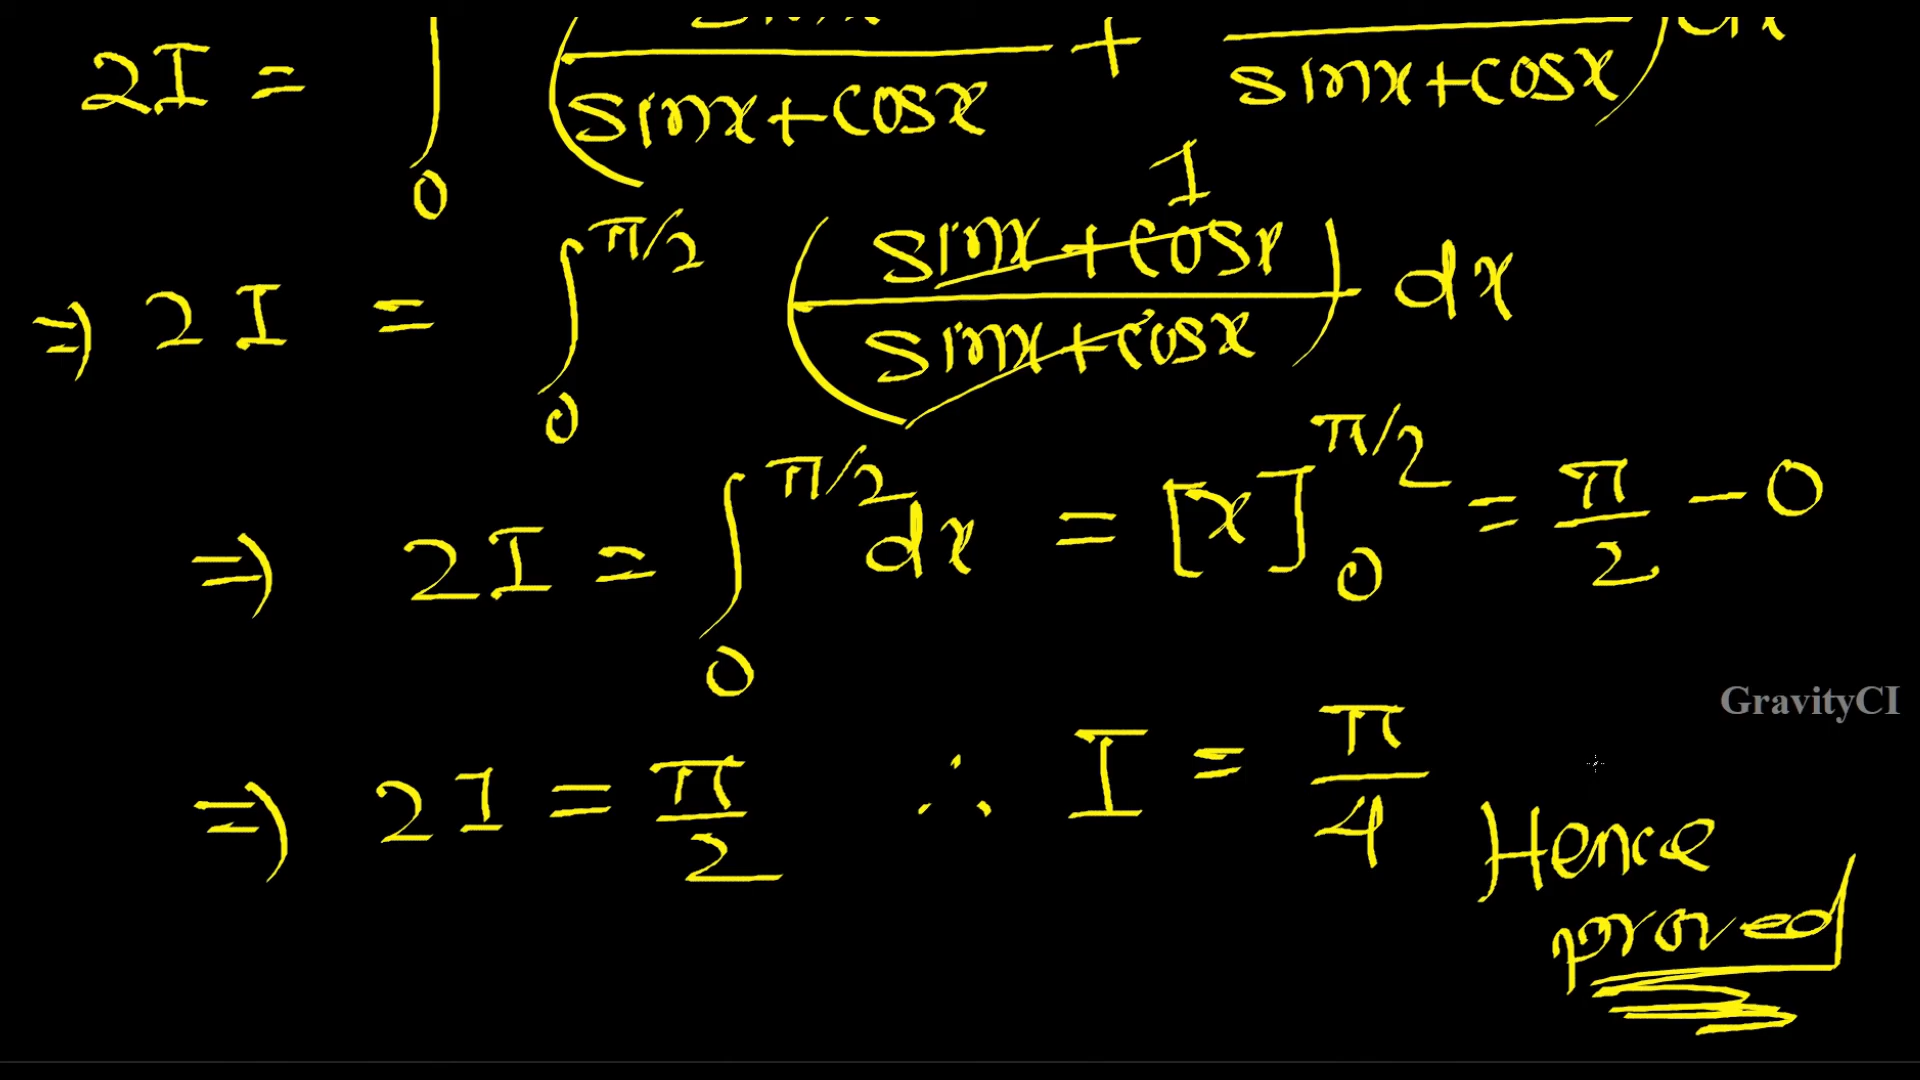 2I = ∫ ( sinx / sinx+cosx + / sinx+cosx ) dx
0
1
⇒ 2I = ∫₀^π/2 ( sinx+cosx / sinx+cosx ) dx
⇒ 2I = ∫₀^π/2 dx = [x]₀^π/2 = π/2 - 0
⇒ 2I = π/2 ∴ I = π/4 Hence
proved
GravityCI